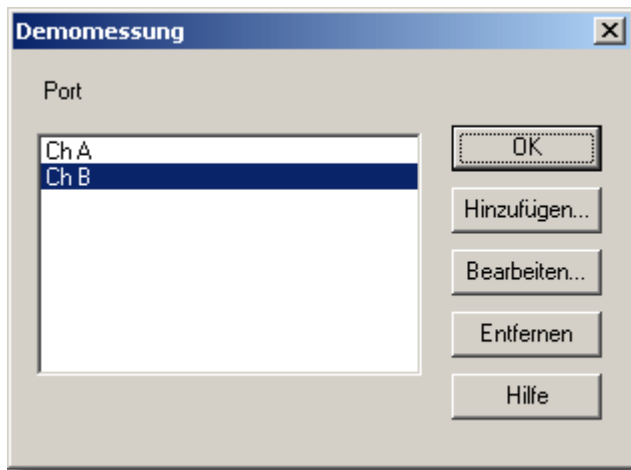 Demomessung
Port
Ch A
Ch B
OK
Hinzufügen...
Bearbeiten...
Entfernen
Hilfe